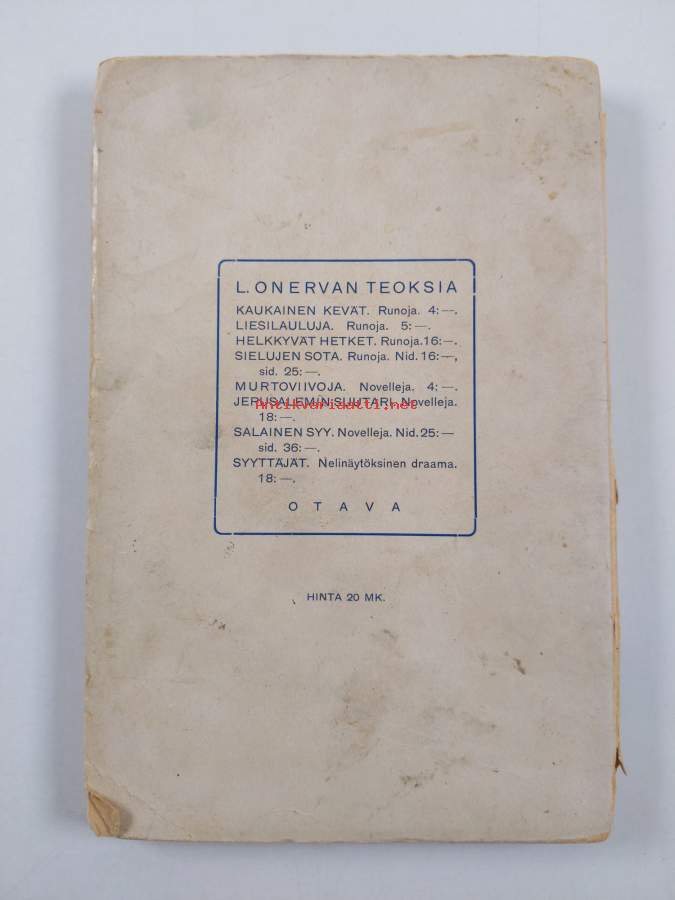 L. ONERVAN TEOKSIA
KAUKAINEN KEVÄT. Runoja. 4: —.
LIESILAULUJA. Runoja. 5: —.
HELKKYVÄT HETKET. Runoja. 16: —.
SIELUJEN SOTA. Runoja. Nid. 16: —,
sid. 25: —.
MURTOVIIVOJA. Novelleja. 4: —.
JERUSALEMIN SUUTARI. Novelleja.
Antikvariaatti.net
18: —.
SALAINEN SYY. Novelleja. Nid. 25: —
sid. 36: —.
SYYTTÄJÄT. Nelinäytöksinen draama.
18: —.
OTAVA
HINTA 20 MK.